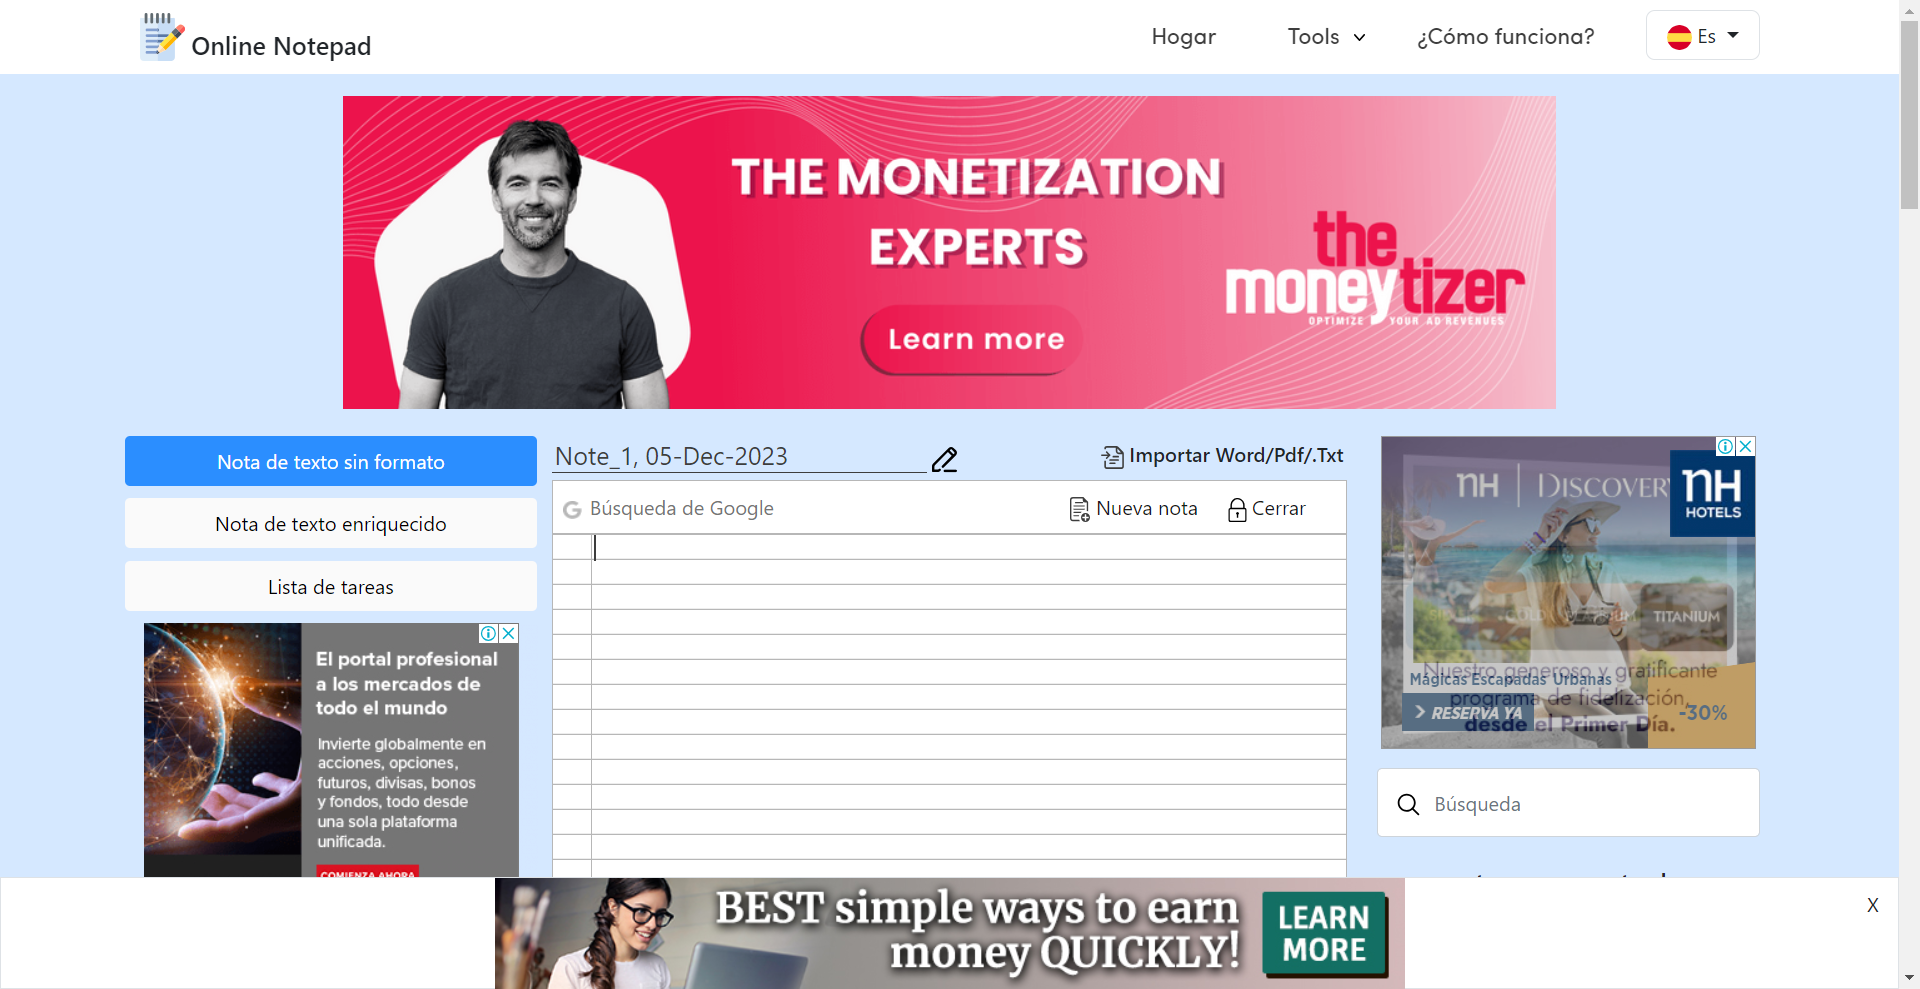 Online Notepad
Hogar
Tools
¿Cómo funciona?
Es
THE MONETIZATION
EXPERTS
Learn more
the
moneytizer
OPTIMIZE YOUR AD REVENUES
Nota de texto sin formato
Nota de texto enriquecido
Lista de tareas
El portal profesional
a los mercados de
todo el mundo
Invierte globalmente en
acciones, opciones,
futuros, divisas, bonos
y fondos, todo desde
una sola plataforma
unificada.
COMIENZA AHORA
Note_1, 05-Dec-2023
Importar Word/Pdf/.Txt
Búsqueda de Google
Nueva nota
Cerrar
nH DISCOVERY
nH
HOTELS
GOLD PLATINUM TITANIUM
Nuestro generoso y gratificante
programa de fidelización,
desde el Primer Día.
Mágicas Escapadas Urbanas
> RESERVA YA
-30%
Búsqueda
BEST simple ways to earn
money QUICKLY!
LEARN
MORE
X